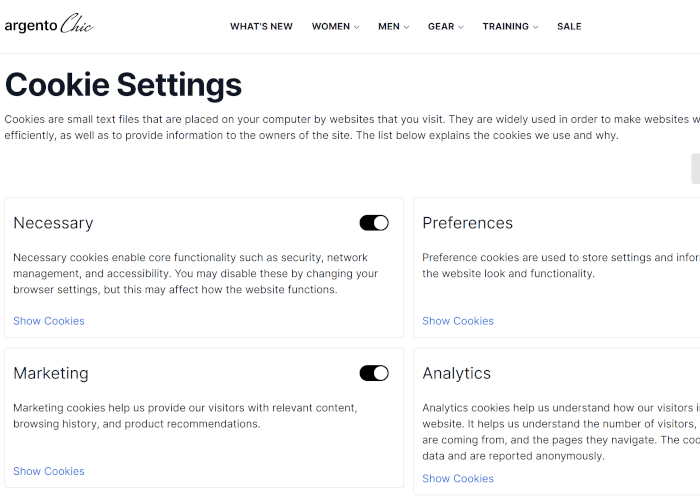 argento Chic
WHAT'S NEW WOMEN MEN GEAR TRAINING SALE
Cookie Settings
Cookies are small text files that are placed on your computer by websites that you visit. They are widely used in order to make websites
efficiently, as well as to provide information to the owners of the site. The list below explains the cookies we use and why.
Necessary
Necessary cookies enable core functionality such as security, network
management, and accessibility. You may disable these by changing your
browser settings, but this may affect how the website functions.
Show Cookies
Preferences
Preference cookies are used to store settings and
the website look and functionality.
Show Cookies
Marketing
Marketing cookies help us provide our visitors with relevant content,
browsing history, and product recommendations.
Show Cookies
Analytics
Analytics cookies help us understand how our visitors
website. It helps us understand the number of visitors,
are coming from, and the pages they navigate. The
data and are reported anonymously.
Show Cookies